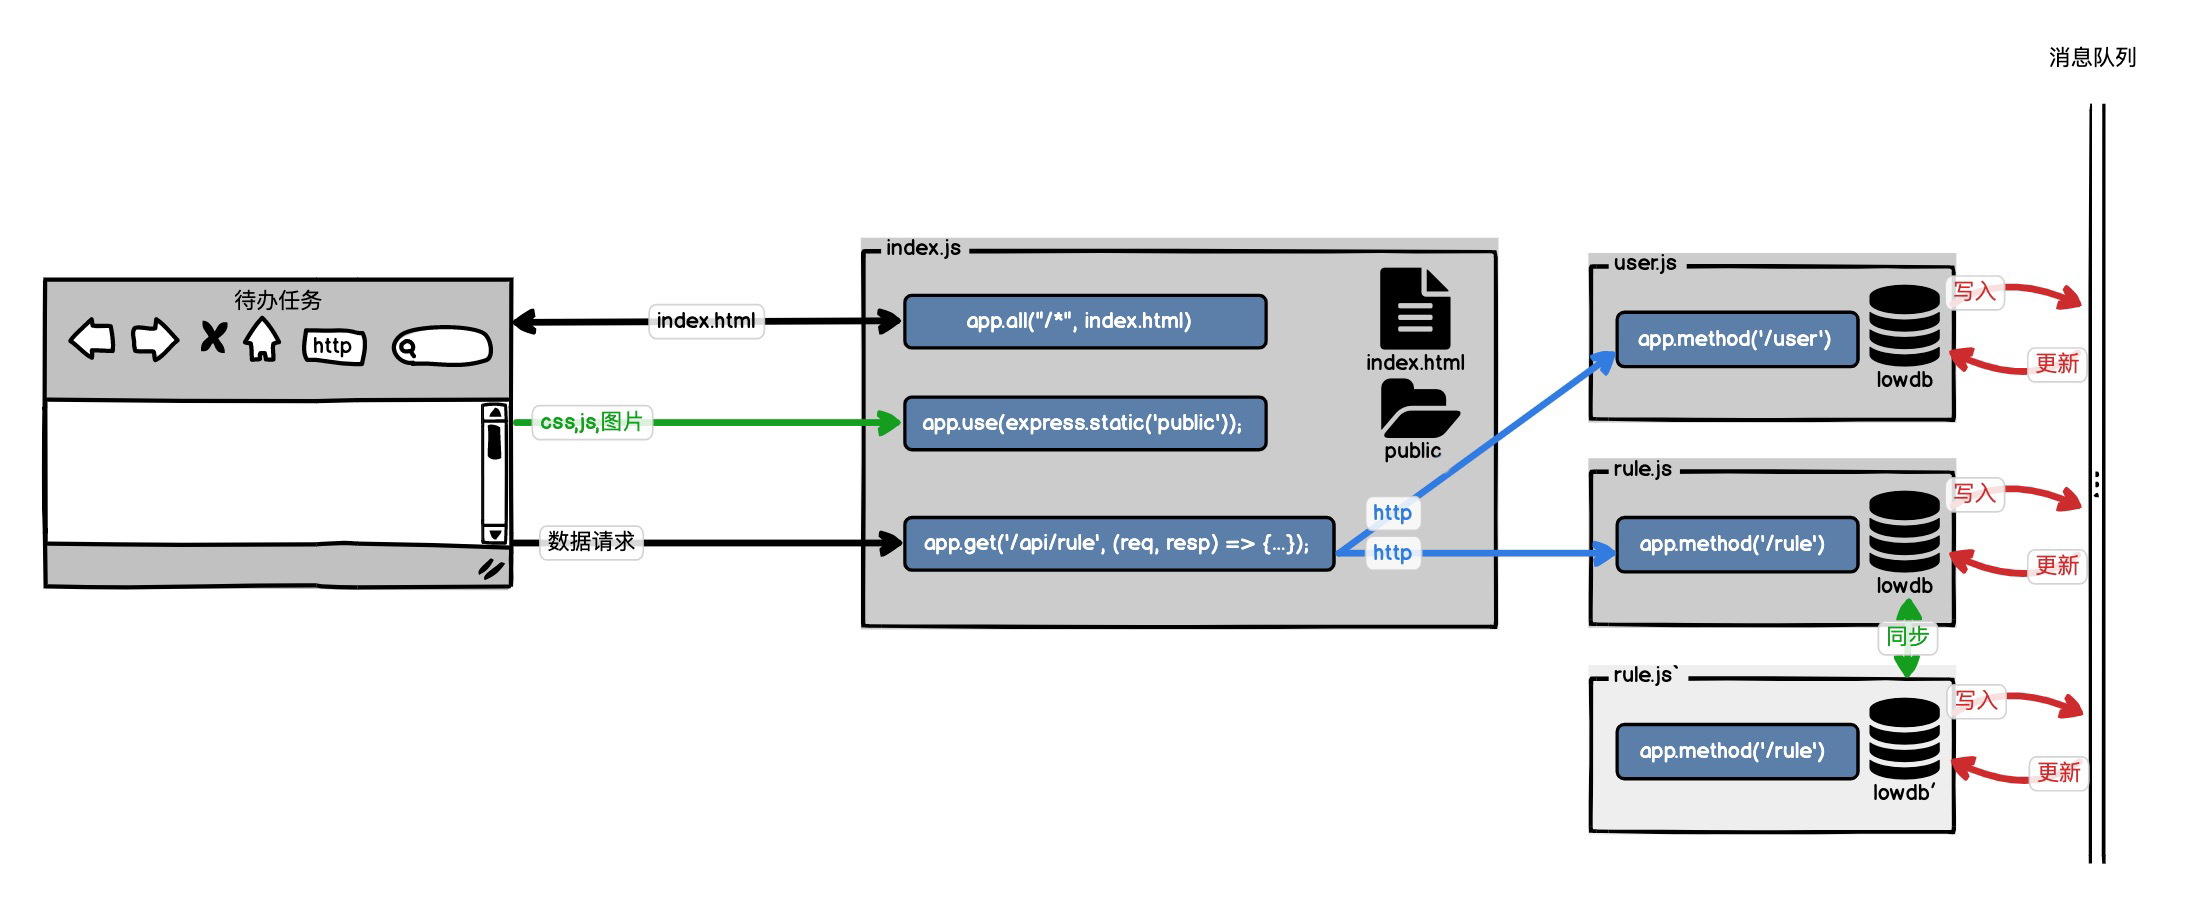 消息队列
待办任务
http
index.html
css,js,图片
数据请求
index.js
app.all("/*", index.html)
app.use(express.static('public'));
app.get('/api/rule', (req, resp) => {...});
index.html
public
http
http
user.js
app.method('/user')
lowdb
写入
更新
rule.js
app.method('/rule')
lowdb
写入
更新
同步
rule.js`
app.method('/rule')
lowdb′
写入
更新